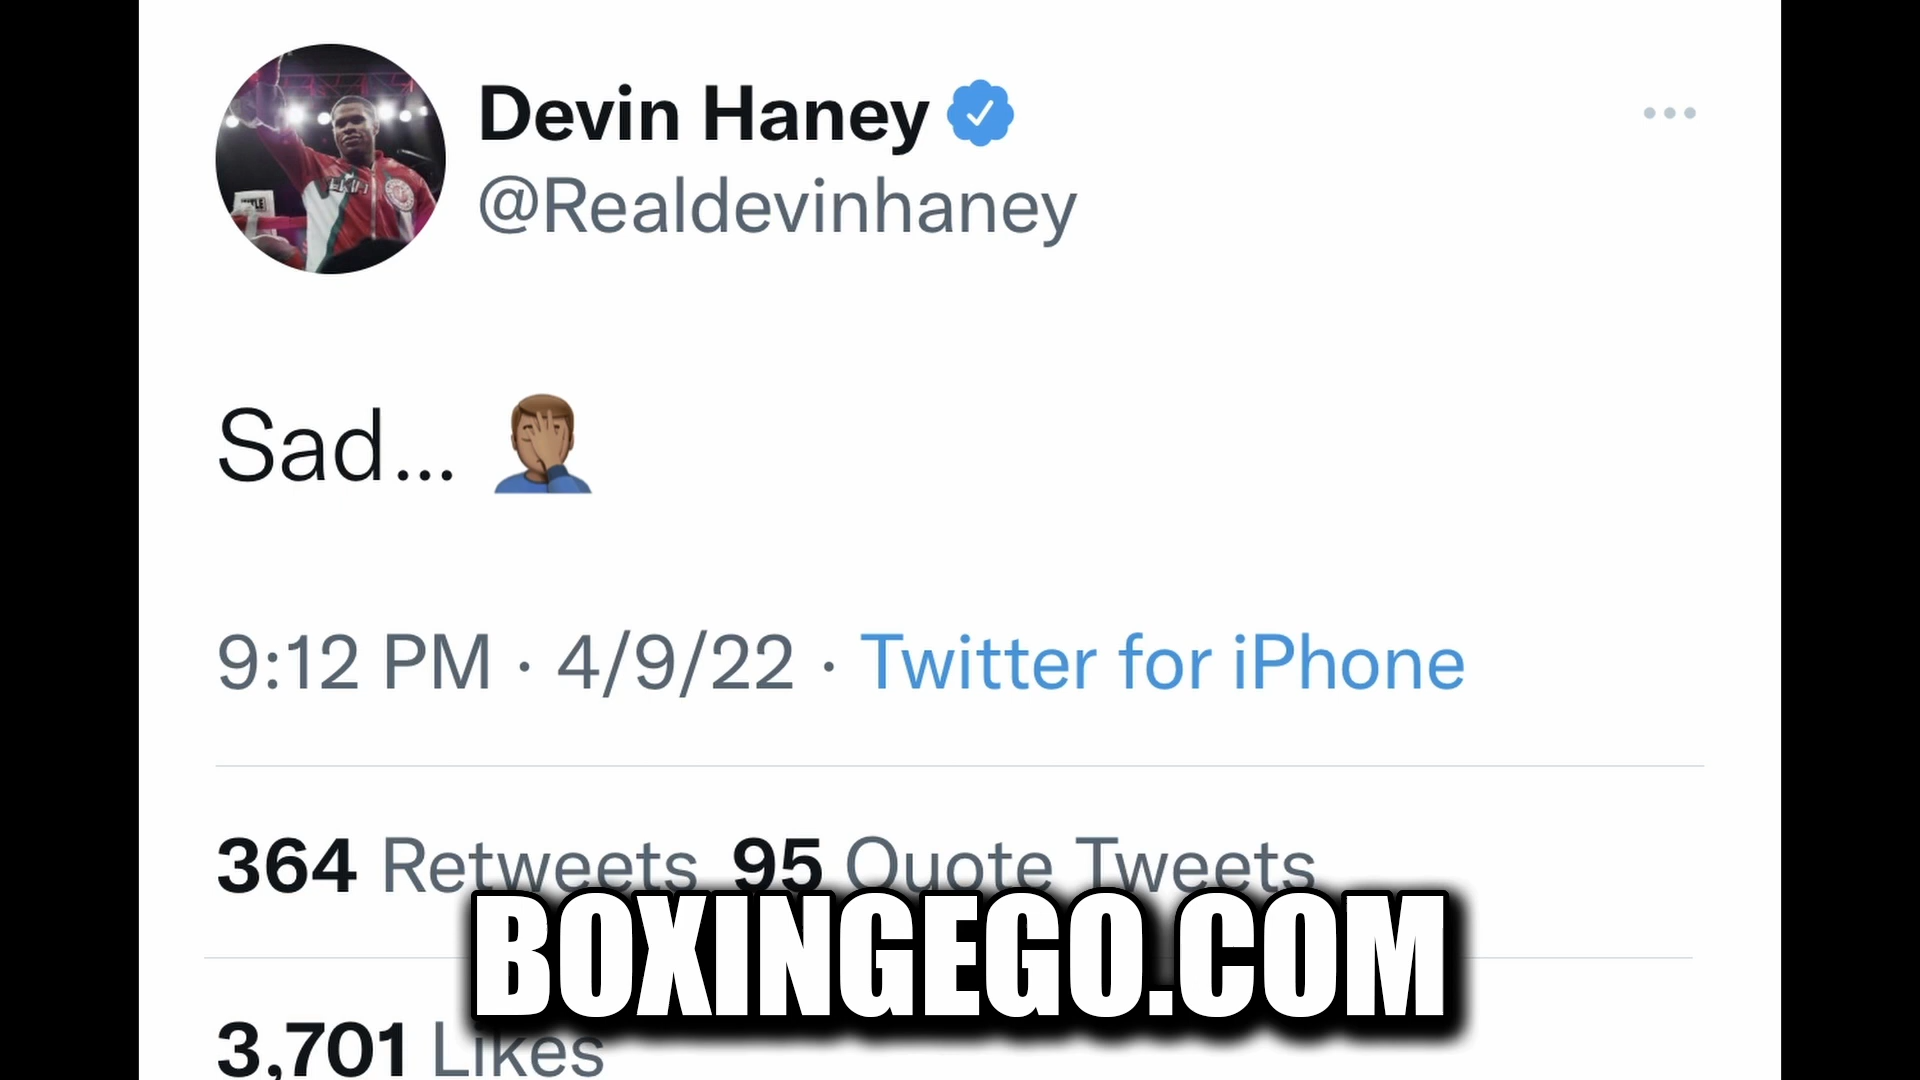 Devin Haney
@Realdevinhaney
Sad... 🤦🏽‍♂️
9:12 PM · 4/9/22 · Twitter for iPhone
364 Retweets 95 Quote Tweets
BOXINGEGO.COM
3,701 Likes